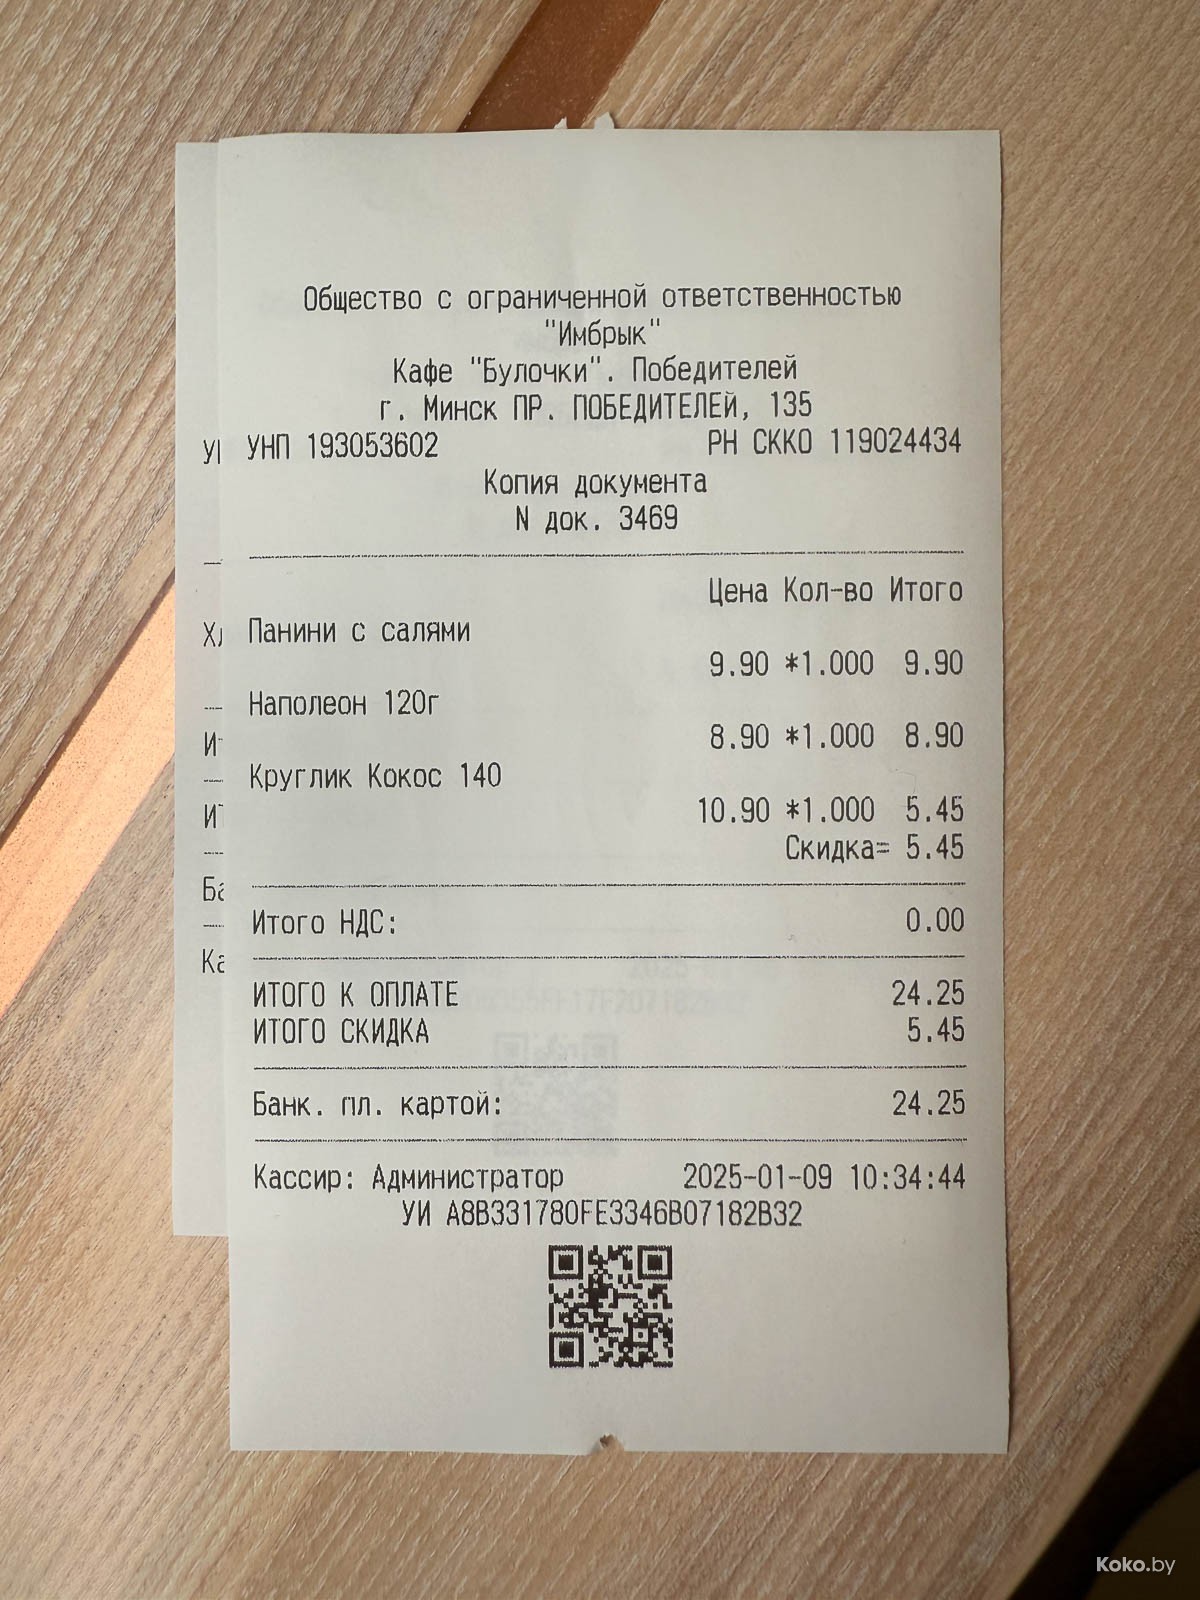 Общество с ограниченной ответственностью
"Имбрык"
Кафе "Булочки". Победителей
г. Минск ПР. ПОБЕДИТЕЛЕЙ, 135
УНП 193053602 РН СККО 119024434
Копия документа
N док. 3469
Цена Кол-во Итого
Панини с салями
9.90 *1.000 9.90
Наполеон 120г
8.90 *1.000 8.90
Круглик Кокос 140
10.90 *1.000 5.45
Скидка= 5.45
Итого НДС: 0.00
ИТОГО К ОПЛАТЕ 24.25
ИТОГО СКИДКА 5.45
Банк. пл. картой: 24.25
Кассир: Администратор 2025-01-09 10:34:44
УИ A8B331780FE3346B07182B32
Koko.by